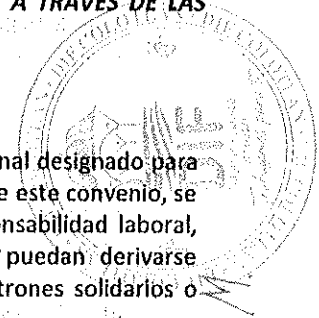 A TRAVÉS DE LAS
nal designado para
e este convenio, se
nsabilidad laboral,
puedan derivarse
trones solidarios o